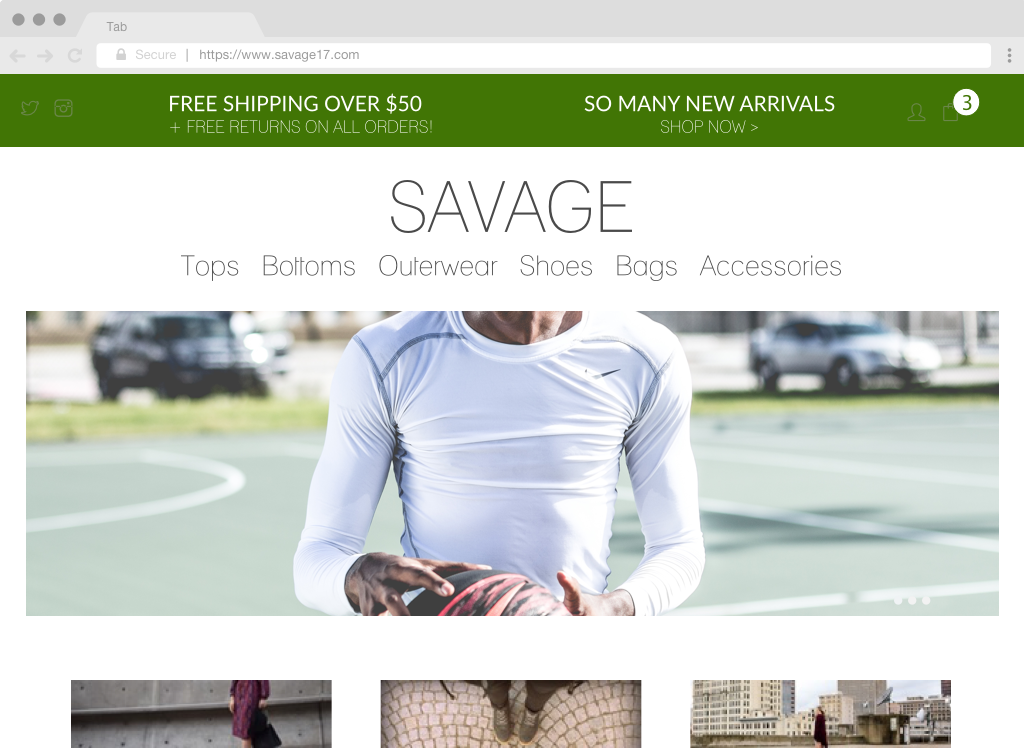 Tab
Secure | https://www.savage17.com
FREE SHIPPING OVER $50
+ FREE RETURNS ON ALL ORDERS!
SO MANY NEW ARRIVALS
SHOP NOW >
3
SAVAGE
Tops Bottoms Outerwear Shoes Bags Accessories